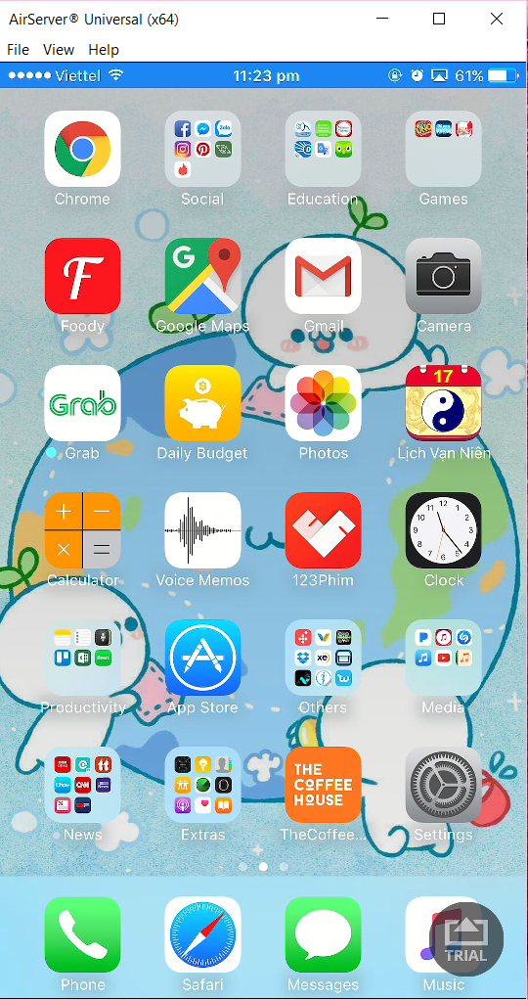 AirServer® Universal (x64)
File View Help
Viettel 11:23 pm 61%
Chrome Social Education Games
Zalo
F
G
Foody Google Maps Gmail Camera
Grab
17
Grab Daily Budget Photos Lịch Vạn Niên
12
Calculator Voice Memos 123Phim Clock
Productivity App Store Others Media
THE
COFFEE
HOUSE
News Extras TheCoffee... Settings
TRIAL
Phone Safari Messages Music